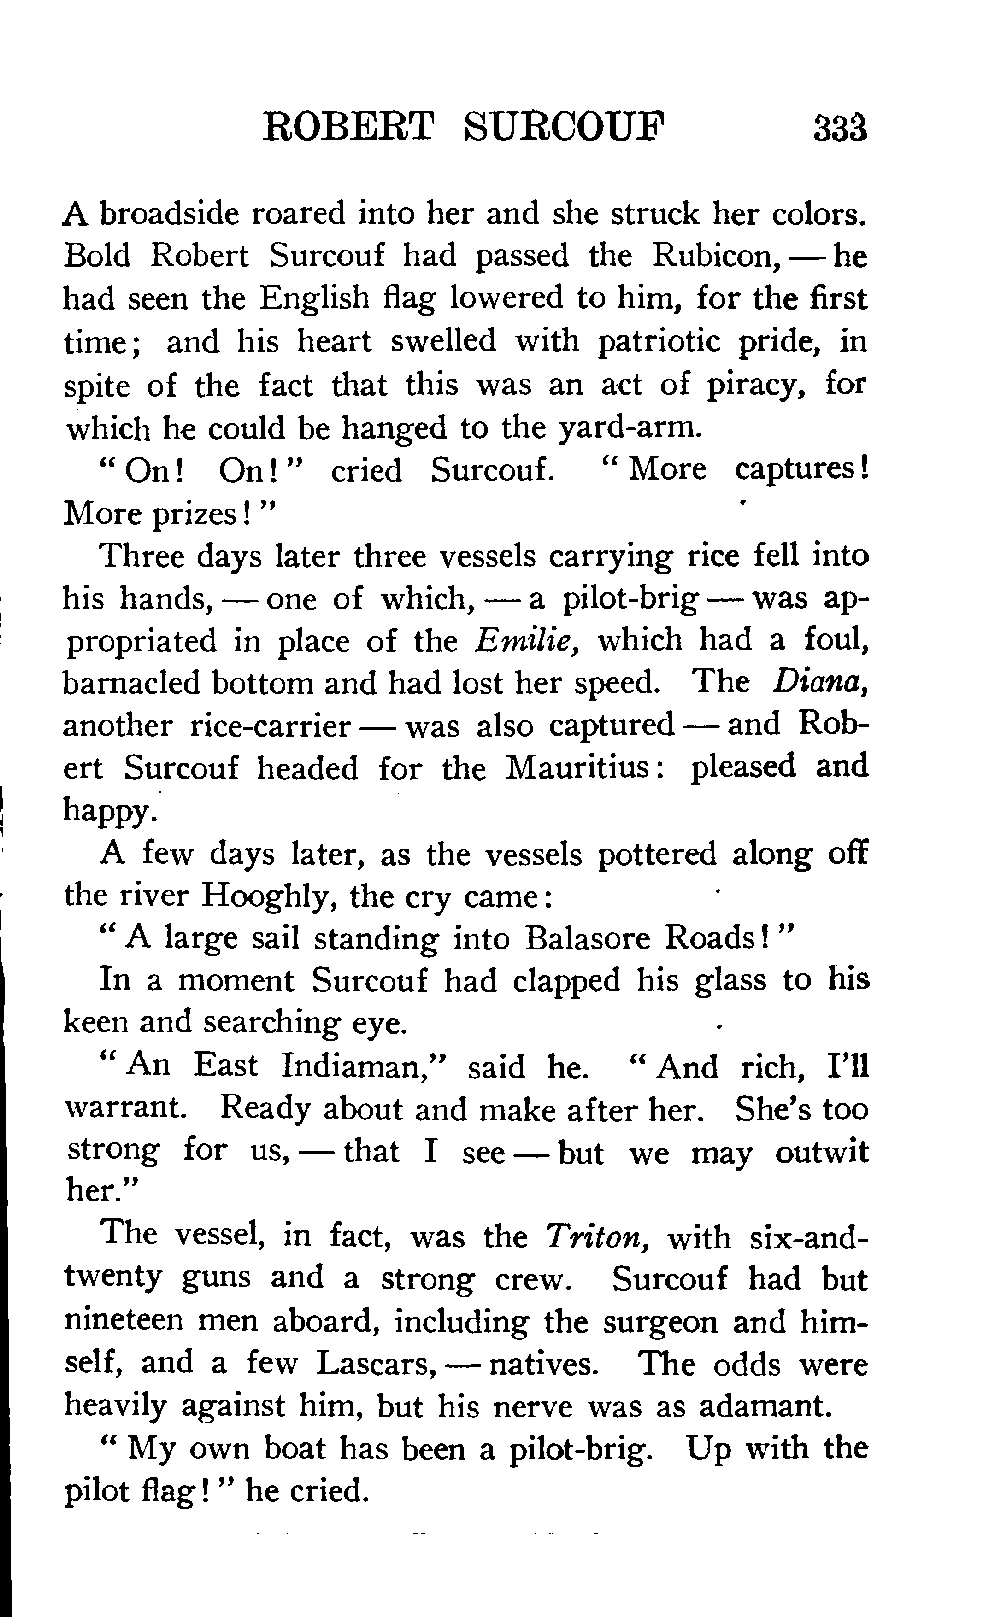 ROBERT SURCOUF 333
A broadside roared into her and she struck her colors.
Bold Robert Surcouf had passed the Rubicon, — he
had seen the English flag lowered to him, for the first
time; and his heart swelled with patriotic pride, in
spite of the fact that this was an act of piracy, for
which he could be hanged to the yard-arm.
" On! On! " cried Surcouf. " More captures!
More prizes! "
Three days later three vessels carrying rice fell into
his hands, — one of which, — a pilot-brig — was ap-
propriated in place of the Emilie, which had a foul,
barnacled bottom and had lost her speed. The Diana,
another rice-carrier — was also captured — and Rob-
ert Surcouf headed for the Mauritius: pleased and
happy.
A few days later, as the vessels pottered along off
the river Hooghly, the cry came:
" A large sail standing into Balasore Roads! "
In a moment Surcouf had clapped his glass to his
keen and searching eye.
" An East Indiaman," said he. " And rich, I'll
warrant. Ready about and make after her. She's too
strong for us, — that I see — but we may outwit
her."
The vessel, in fact, was the Triton, with six-and-
twenty guns and a strong crew. Surcouf had but
nineteen men aboard, including the surgeon and him-
self, and a few Lascars, — natives. The odds were
heavily against him, but his nerve was as adamant.
" My own boat has been a pilot-brig. Up with the
pilot flag! " he cried.